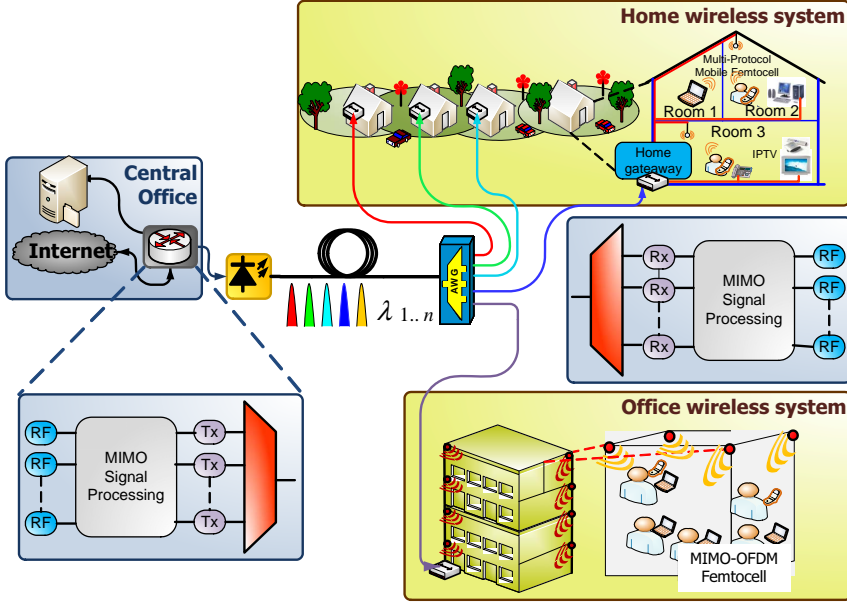 Home wireless system
Multi-Protocol
Mobile Femtocell
Room 1
Room 2
Room 3
IPTV
Home
gateaway
Central
Office
Internet
AWG
λ 1.. n
Rx
Rx
Rx
MIMO
Signal
Processing
RF
RF
RF
RF
RF
RF
MIMO
Signal
Processing
Tx
Tx
Tx
Office wireless system
MIMO-OFDM
Femtocell